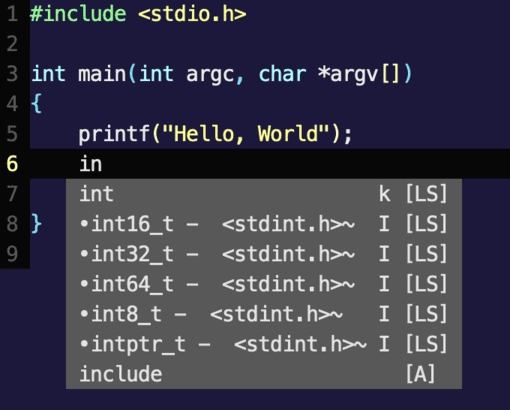 1 #include <stdio.h>
2
3 int main(int argc, char *argv[])
4 {
5     printf("Hello, World");
6     in
7     int                      k [LS]
8 } •int16_t –  <stdint.h>~  I [LS]
9   •int32_t –  <stdint.h>~  I [LS]
    •int64_t –  <stdint.h>~  I [LS]
    •int8_t –  <stdint.h>~   I [LS]
    •intptr_t –  <stdint.h>~ I [LS]
    include                    [A]